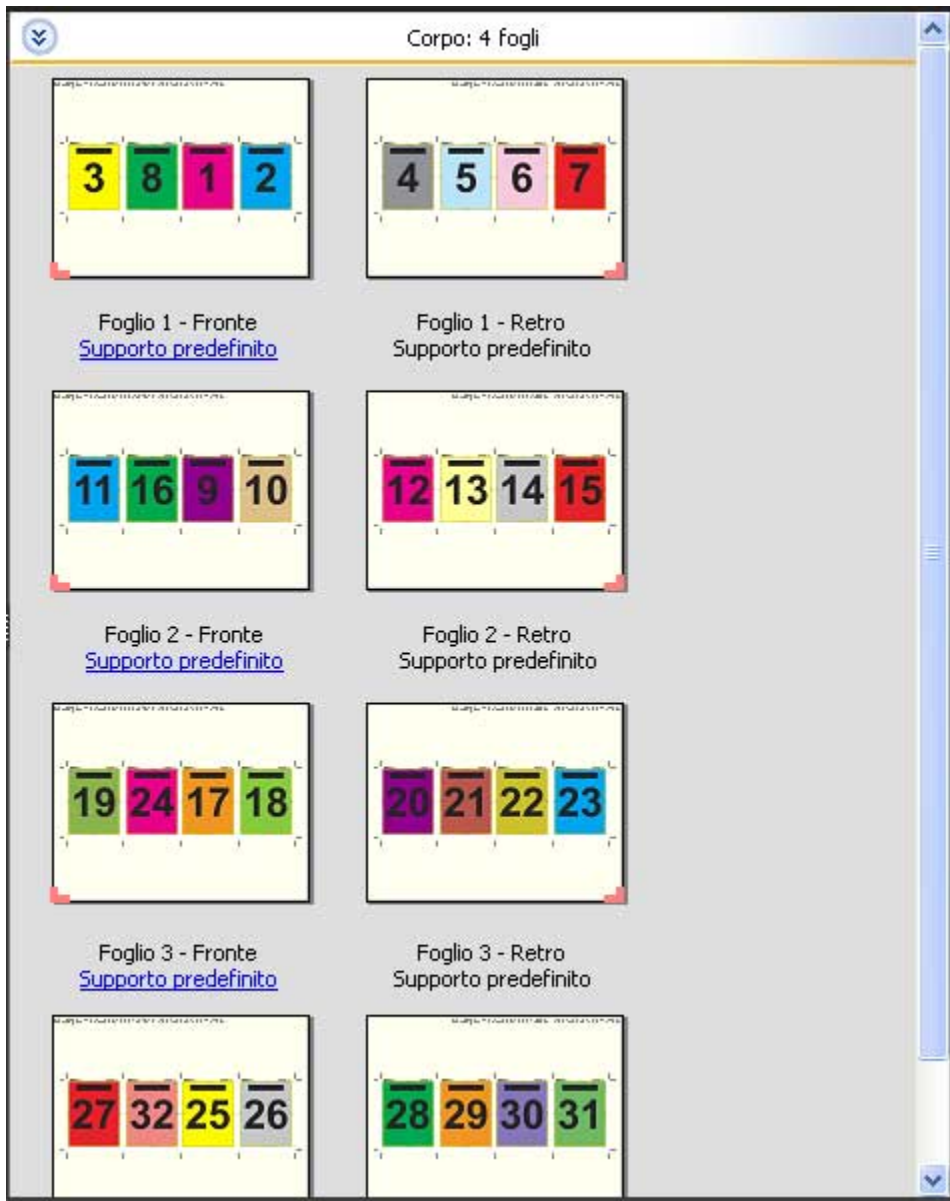 Corpo: 4 fogli
3 8 1 2
4 5 6 7
Foglio 1 - Fronte
Supporto predefinito
Foglio 1 - Retro
Supporto predefinito
11 16 9 10
12 13 14 15
Foglio 2 - Fronte
Supporto predefinito
Foglio 2 - Retro
Supporto predefinito
19 24 17 18
20 21 22 23
Foglio 3 - Fronte
Supporto predefinito
Foglio 3 - Retro
Supporto predefinito
27 32 25 26
28 29 30 31